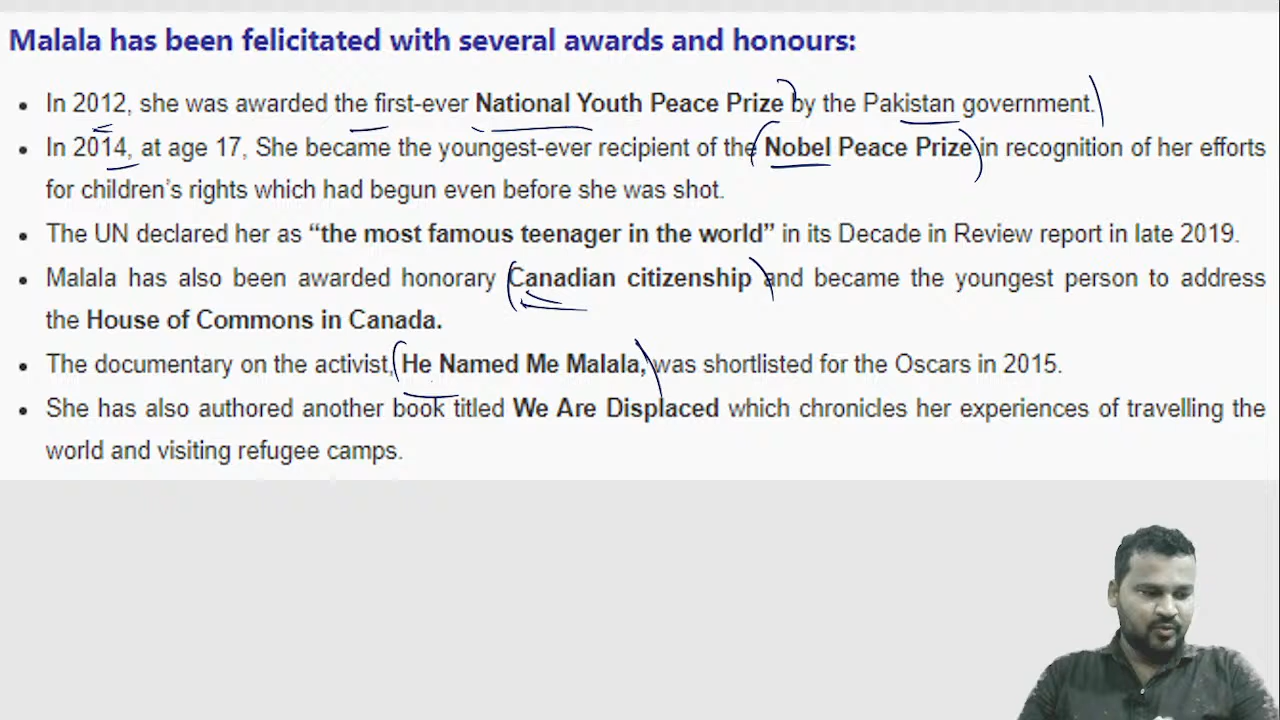 Malala has been felicitated with several awards and honours:
• In 2012, she was awarded the first-ever National Youth Peace Prize by the Pakistan government.
• In 2014, at age 17, She became the youngest-ever recipient of the Nobel Peace Prize in recognition of her efforts
for children’s rights which had begun even before she was shot.
• The UN declared her as “the most famous teenager in the world” in its Decade in Review report in late 2019.
• Malala has also been awarded honorary Canadian citizenship and became the youngest person to address
the House of Commons in Canada.
• The documentary on the activist, He Named Me Malala, was shortlisted for the Oscars in 2015.
• She has also authored another book titled We Are Displaced which chronicles her experiences of travelling the
world and visiting refugee camps.